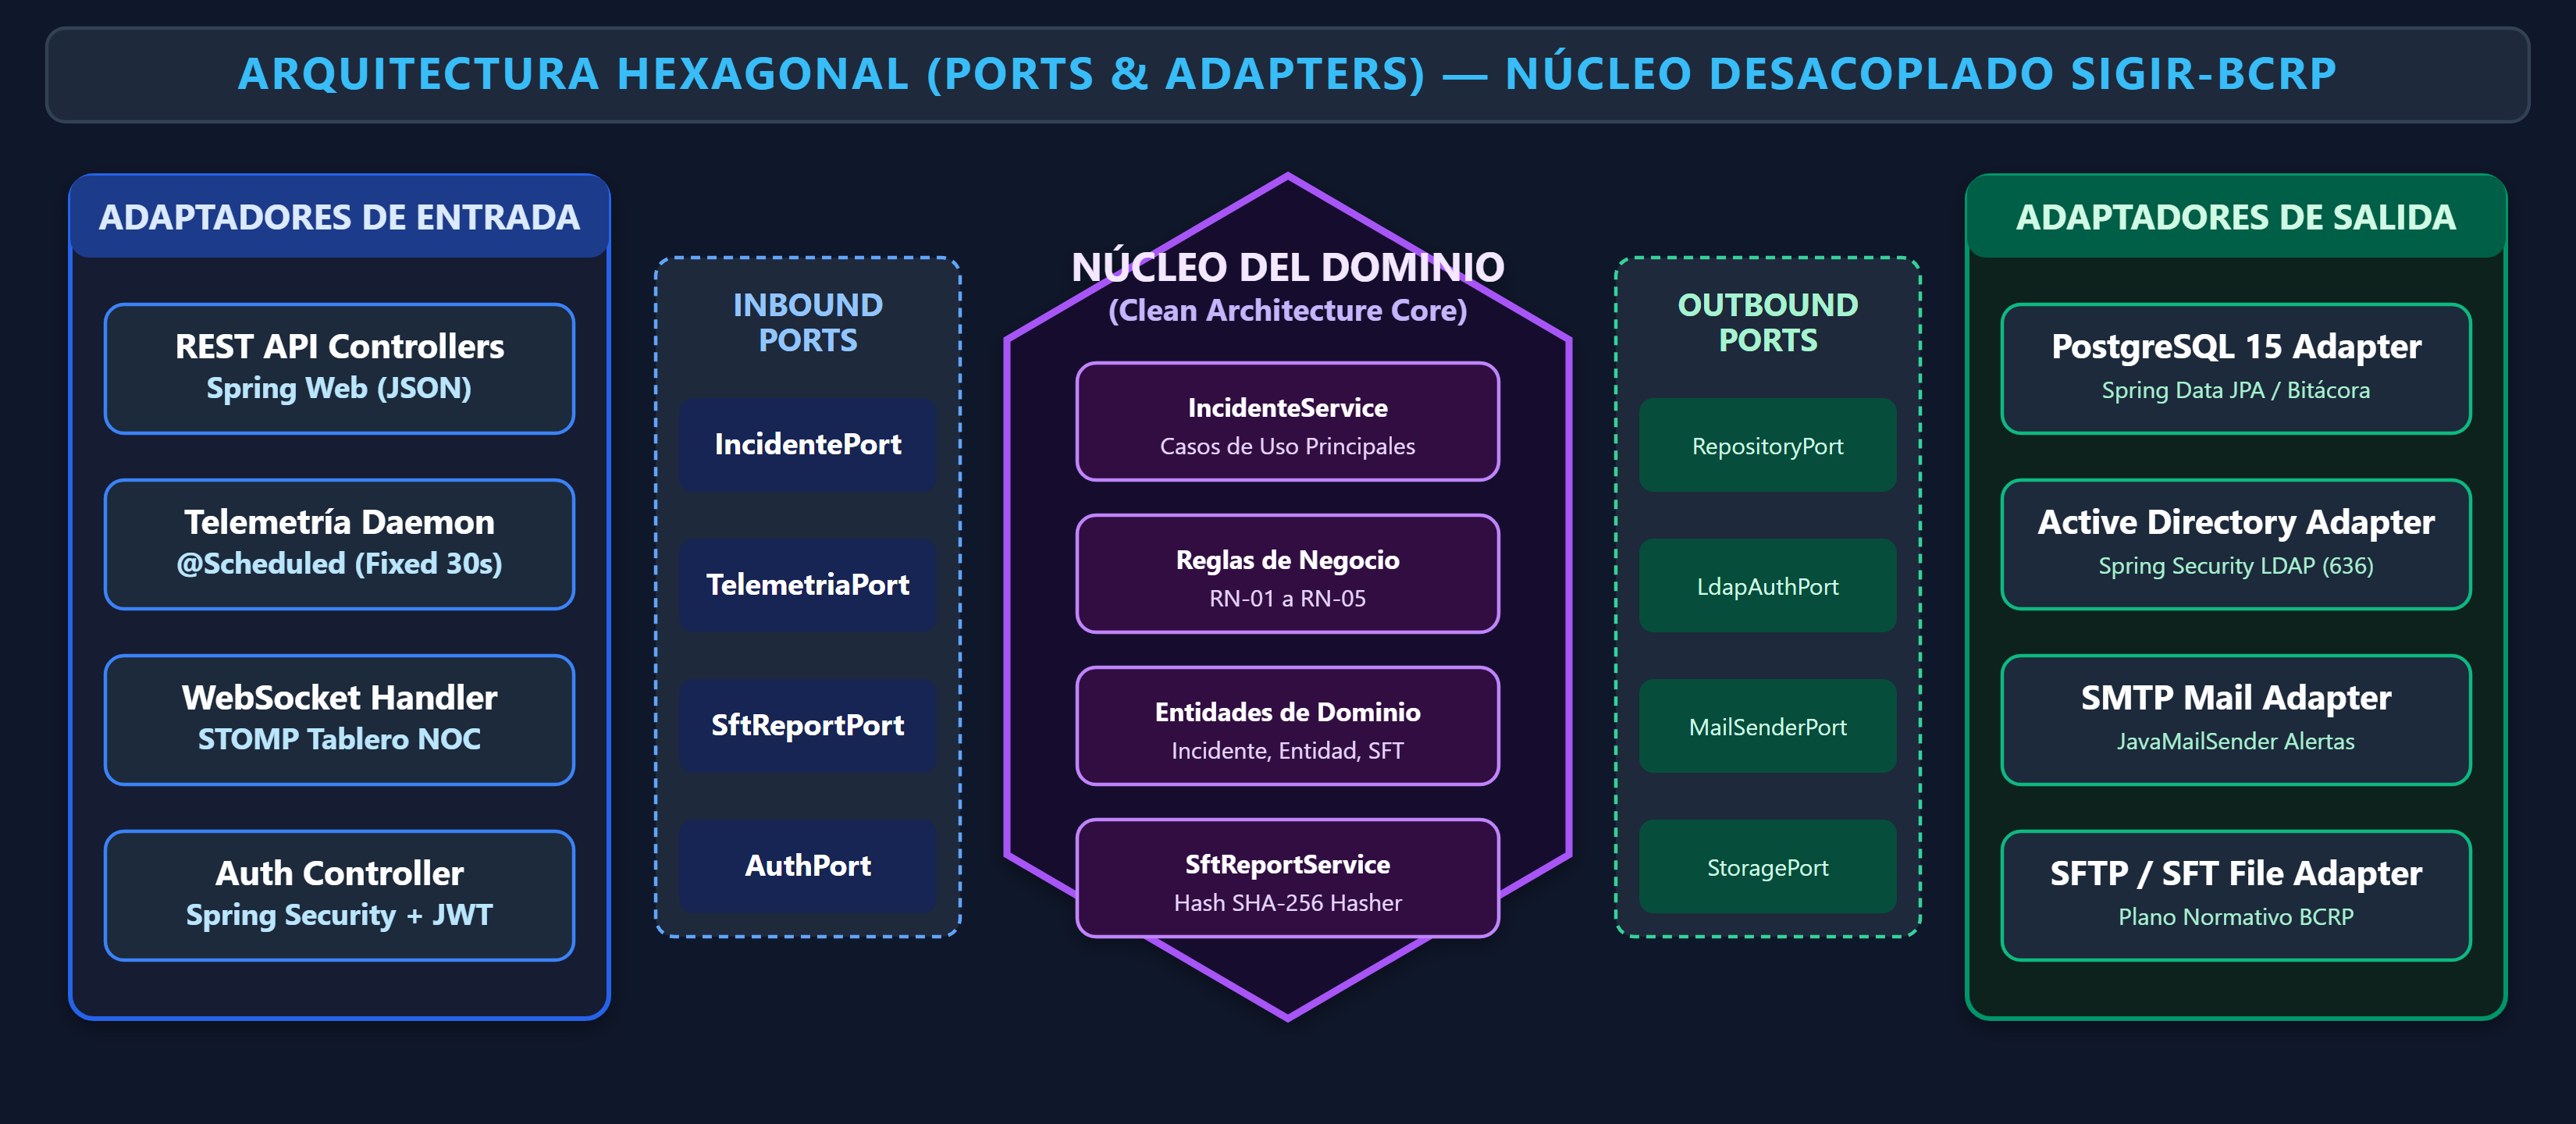 ARQUITECTURA HEXAGONAL (PORTS & ADAPTERS) — NÚCLEO DESACOPLADO SIGIR-BCRP
ADAPTADORES DE ENTRADA
REST API Controllers
Spring Web (JSON)
Telemetría Daemon
@Scheduled (Fixed 30s)
WebSocket Handler
STOMP Tablero NOC
Auth Controller
Spring Security + JWT
INBOUND
PORTS
IncidentePort
TelemetriaPort
SftReportPort
AuthPort
NÚCLEO DEL DOMINIO
(Clean Architecture Core)
IncidenteService
Casos de Uso Principales
Reglas de Negocio
RN-01 a RN-05
Entidades de Dominio
Incidente, Entidad, SFT
SftReportService
Hash SHA-256 Hasher
OUTBOUND
PORTS
RepositoryPort
LdapAuthPort
MailSenderPort
StoragePort
ADAPTADORES DE SALIDA
PostgreSQL 15 Adapter
Spring Data JPA / Bitácora
Active Directory Adapter
Spring Security LDAP (636)
SMTP Mail Adapter
JavaMailSender Alertas
SFTP / SFT File Adapter
Plano Normativo BCRP